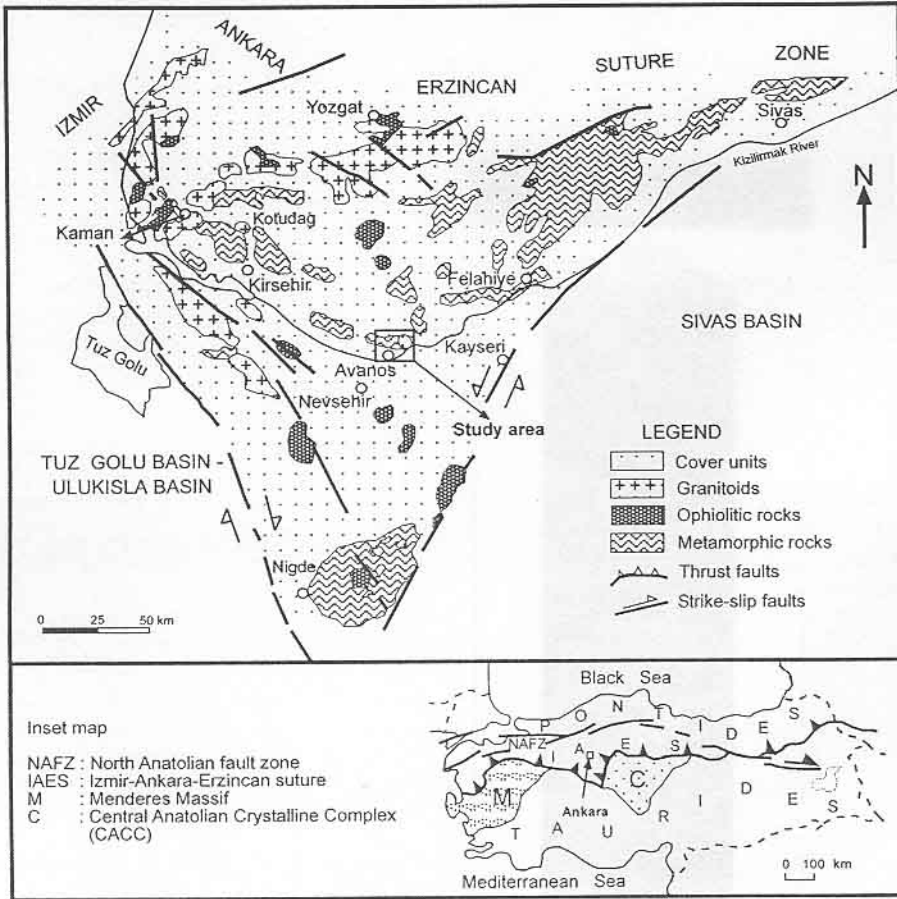 ANKARA
SUTURE
ZONE
ERZINCAN
IZMIR
Yozgat
Sivas
Kizilirmak River
N
Kotudag
Kaman
Kirsehir
Felahiye
SIVAS BASIN
Tuz Golu
Kayseri
Avanos
Nevsehir
Study area
TUZ GOLU BASIN -
ULUKISLA BASIN
Nigde
0 25 50 km
LEGEND
Cover units
Granitoids
Ophiolitic rocks
Metamorphic rocks
Thrust faults
Strike-slip faults
Inset map
NAFZ : North Anatolian fault zone
IAES : Izmir-Ankara-Erzincan suture
M : Menderes Massif
C : Central Anatolian Crystalline Complex
(CACC)
Black Sea
P O N T I D E S
NAFZ
I A E S
M
C
Ankara
T A U R I D E S
Mediterranean Sea
0 100 km